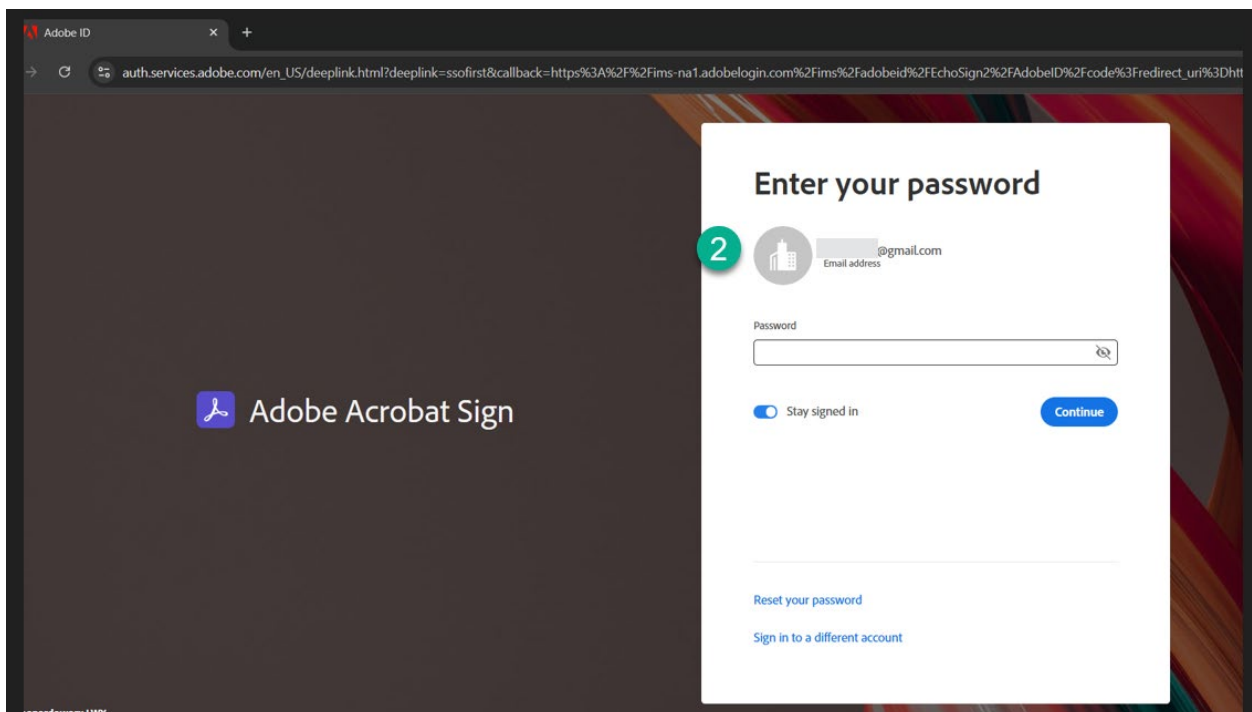 Adobe ID
auth.services.adobe.com/en_US/deeplink.html?deeplink=ssofirst&callback=https%3A%2F%2Fims-na1.adobelogin.com%2Fims%2Fadobeid%2FEchoSign2%2FAdobeID%2Fcode%3Fredirect_uri%3Dhtt
Enter your password
2
@gmail.com
Email address
Password
Adobe Acrobat Sign
Stay signed in
Continue
Reset your password
Sign in to a different account